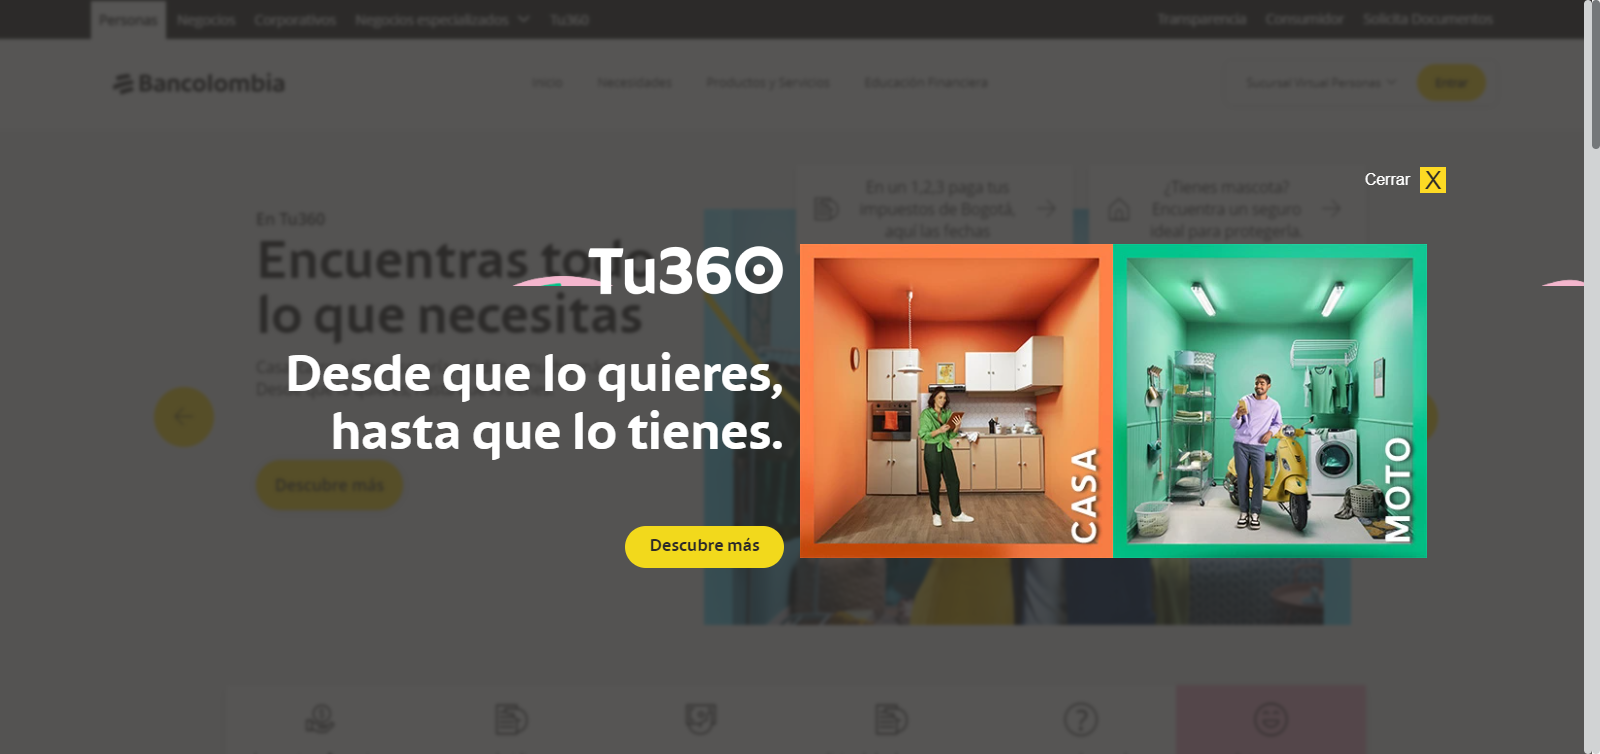 Personas
Negocios
Corporativos
Negocios especializados
Tu360
Transparencia
Consumidor
Solicita Documentos
Bancolombia
Inicio
Necesidades
Productos y Servicios
Educación Financiera
Sucursal Virtual Personas
Entrar
Cerrar X
En un 1,2,3 paga tus
impuestos de Bogotá,
aquí las fechas
¿Tienes mascota?
Encuentra un seguro
ideal para protegerla.
En Tu360
Encuentras todo
lo que necesitas
Descubre más
Tu360
Desde que lo quieres,
hasta que lo tienes.
Descubre más
CASA
MOTO